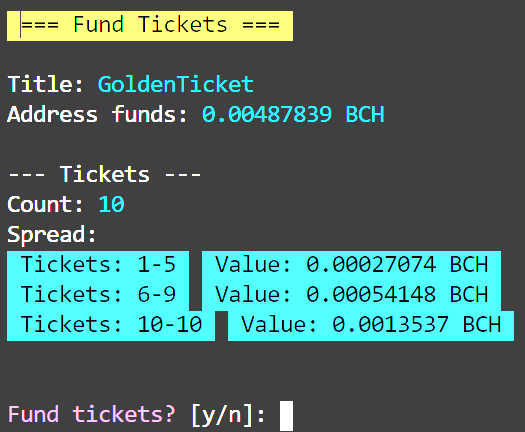 === Fund Tickets ===
Title: GoldenTicket
Address funds: 0.00487839 BCH
--- Tickets ---
Count: 10
Spread:
Tickets: 1-5 Value: 0.00027074 BCH
Tickets: 6-9 Value: 0.00054148 BCH
Tickets: 10-10 Value: 0.0013537 BCH
Fund tickets? [y/n]: